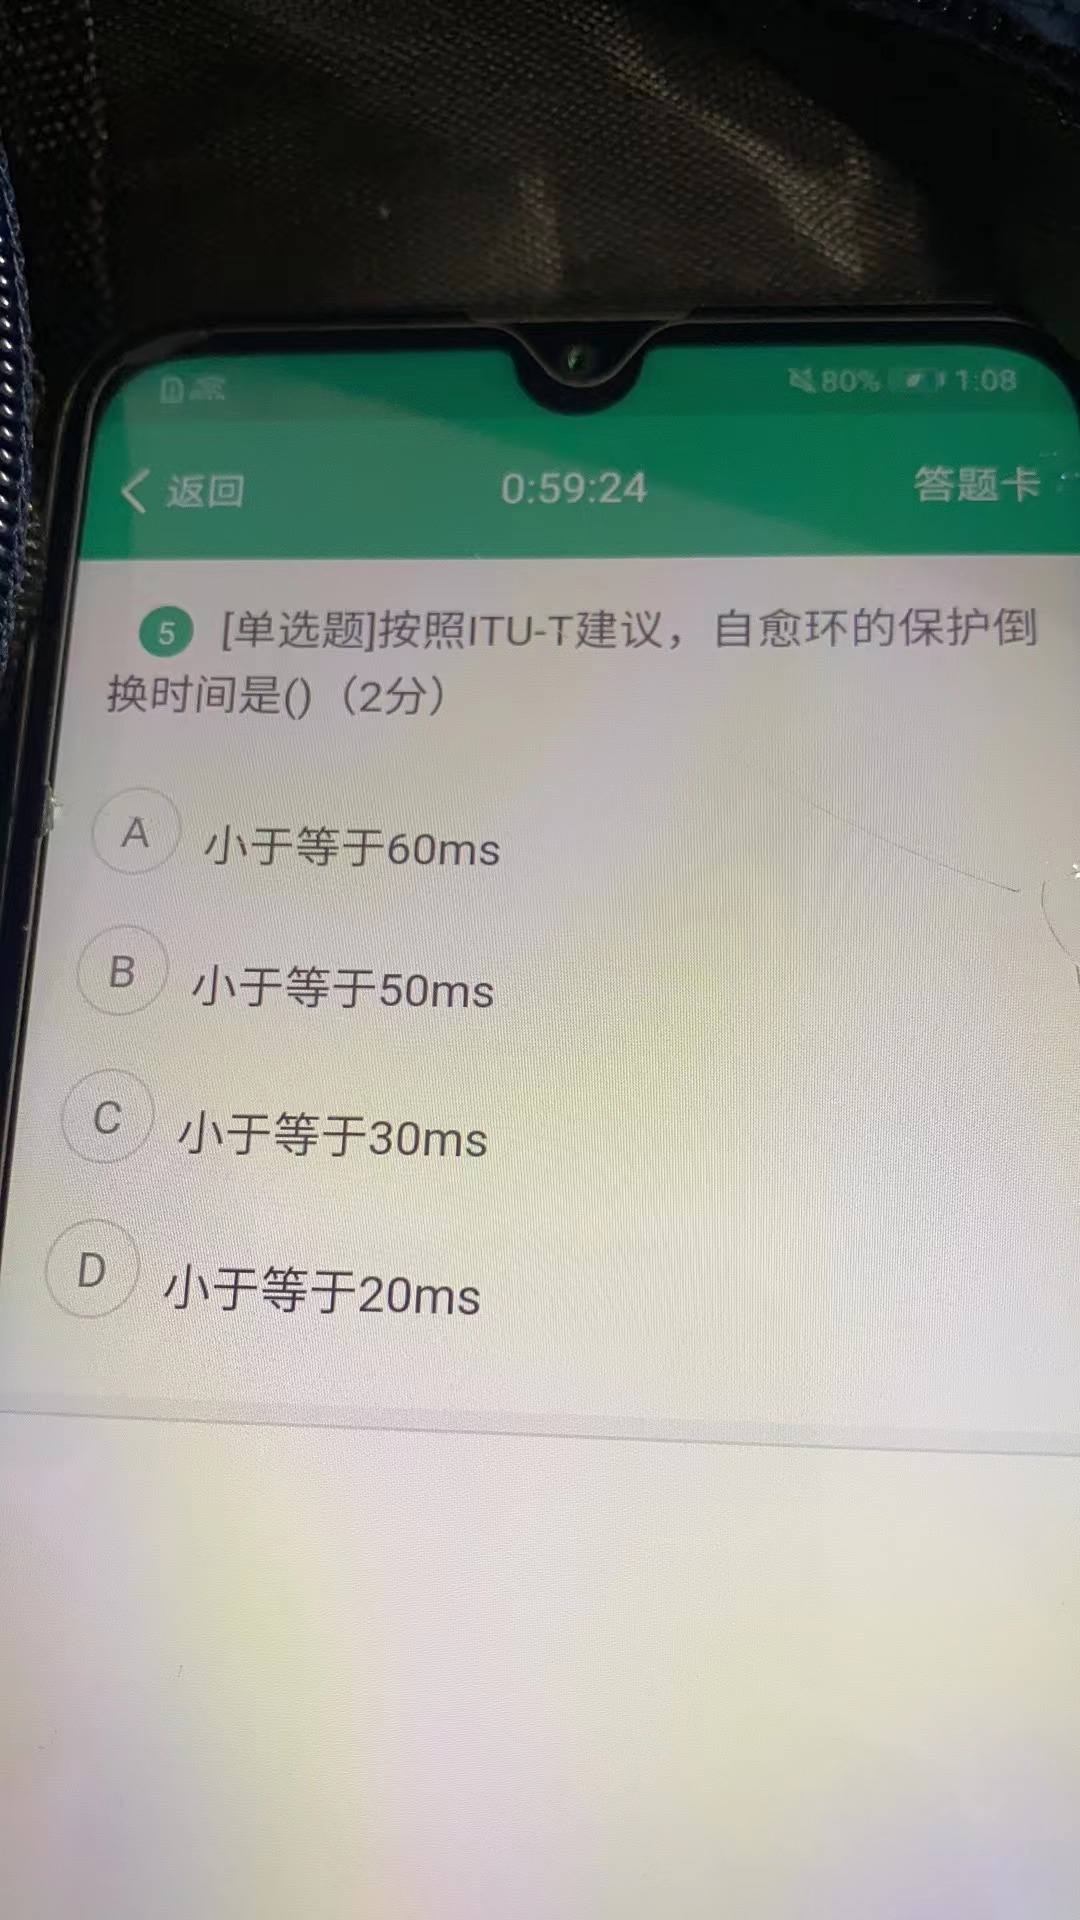 80% 1:08
返回 0:59:24 答题卡
5 [单选题]按照ITU-T建议，自愈环的保护倒
换时间是()（2分）
A 小于等于60ms
B 小于等于50ms
C 小于等于30ms
D 小于等于20ms